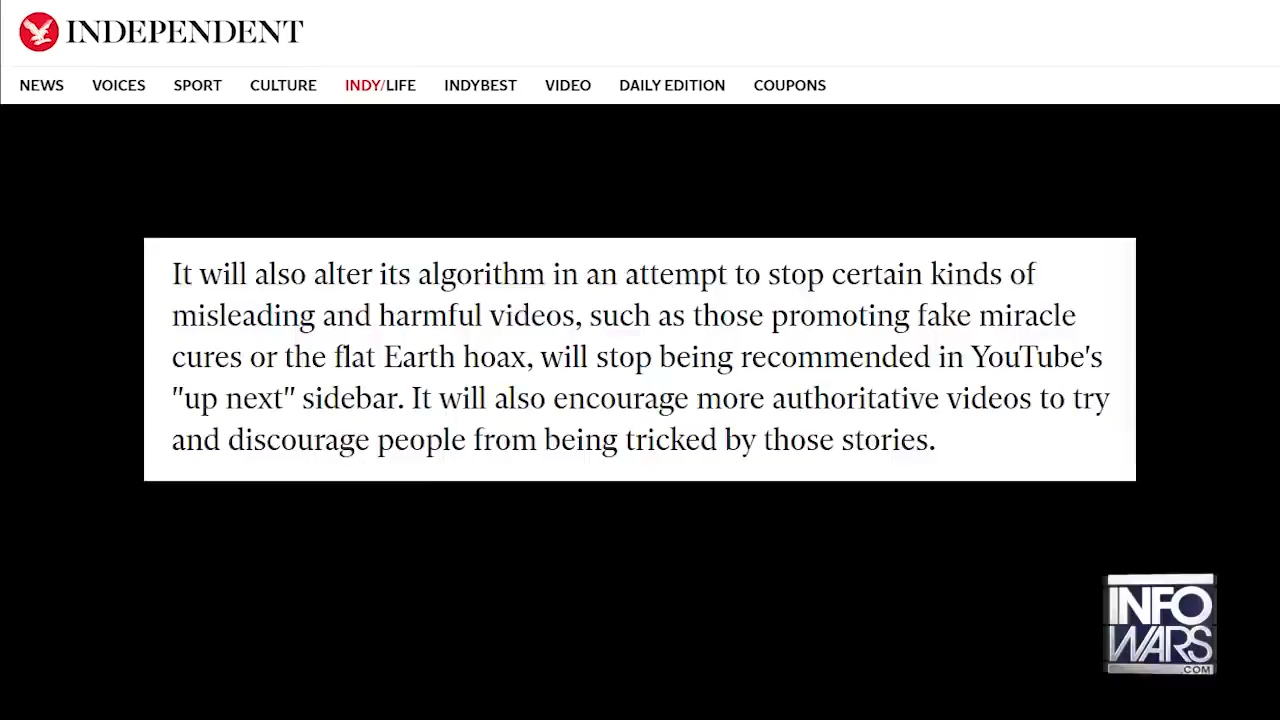 INDEPENDENT
NEWS VOICES SPORT CULTURE INDY/LIFE INDYBEST VIDEO DAILY EDITION COUPONS
It will also alter its algorithm in an attempt to stop certain kinds of
misleading and harmful videos, such as those promoting fake miracle
cures or the flat Earth hoax, will stop being recommended in YouTube's
"up next" sidebar. It will also encourage more authoritative videos to try
and discourage people from being tricked by those stories.
INFO
WARS
.COM